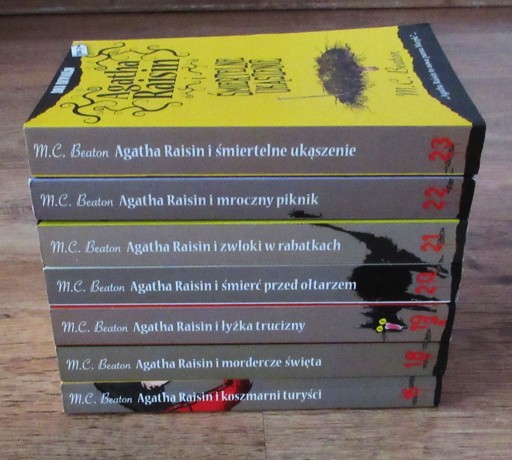 Agatha
Raisin
ŚMIERTELNE
UKĄSZENIE
M.C. Beaton
M.C. Beaton Agatha Raisin i śmiertelne ukąszenie 23
M.C. Beaton Agatha Raisin i mroczny piknik 22
M.C. Beaton Agatha Raisin i zwłoki w rabatkach 21
M.C. Beaton Agatha Raisin i śmierć przed ołtarzem 20
M.C. Beaton Agatha Raisin i łyżka trucizny 19
M.C. Beaton Agatha Raisin i mordercze święta 18
M.C. Beaton Agatha Raisin i koszmarni turyści